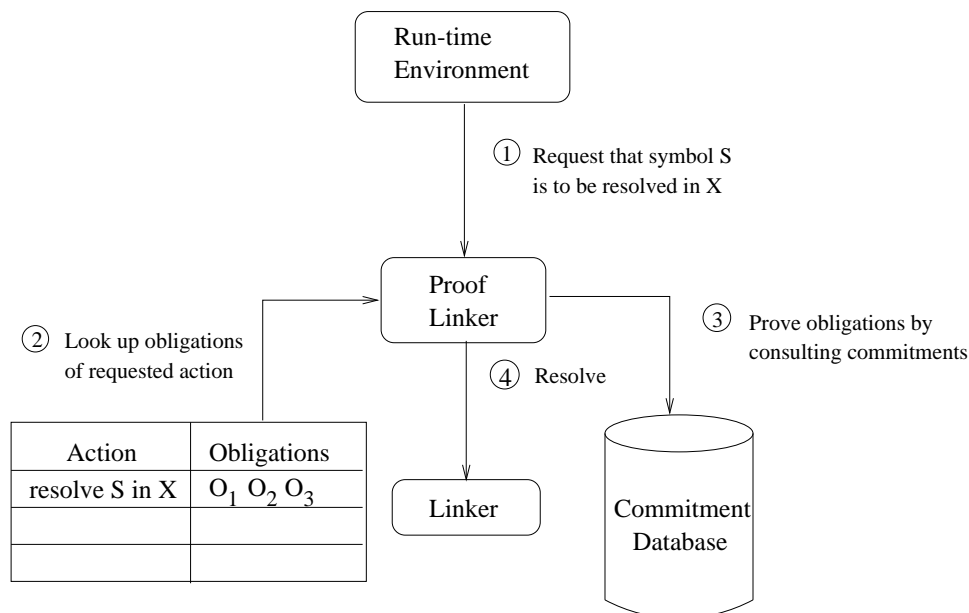 Run-time
Environment
1 Request that symbol S
is to be resolved in X
Proof
Linker
2 Look up obligations
of requested action
3 Prove obligations by
consulting commitments
4 Resolve
Action Obligations
resolve S in X O1 O2 O3
Linker
Commitment
Database